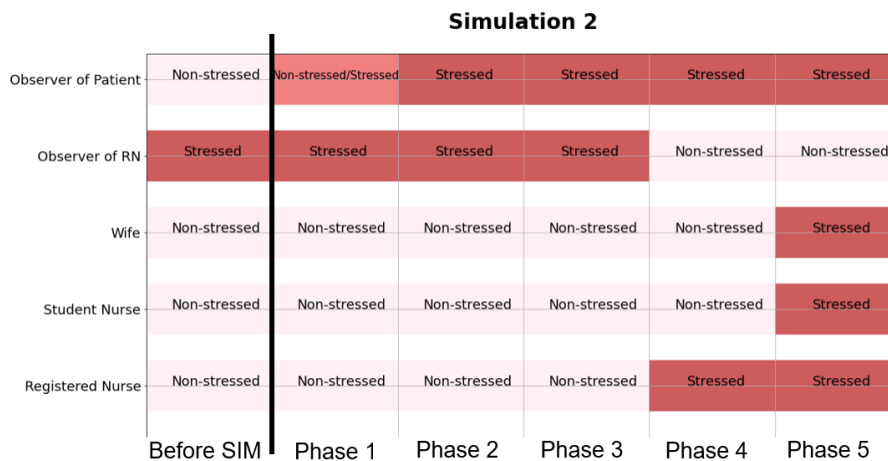 Simulation 2
Observer of Patient Non-stressed Non-stressed/Stressed Stressed Stressed Stressed Stressed
Observer of RN Stressed Stressed Stressed Stressed Non-stressed Non-stressed
Wife Non-stressed Non-stressed Non-stressed Non-stressed Non-stressed Stressed
Student Nurse Non-stressed Non-stressed Non-stressed Non-stressed Non-stressed Stressed
Registered Nurse Non-stressed Non-stressed Non-stressed Non-stressed Stressed Stressed
Before SIM Phase 1 Phase 2 Phase 3 Phase 4 Phase 5